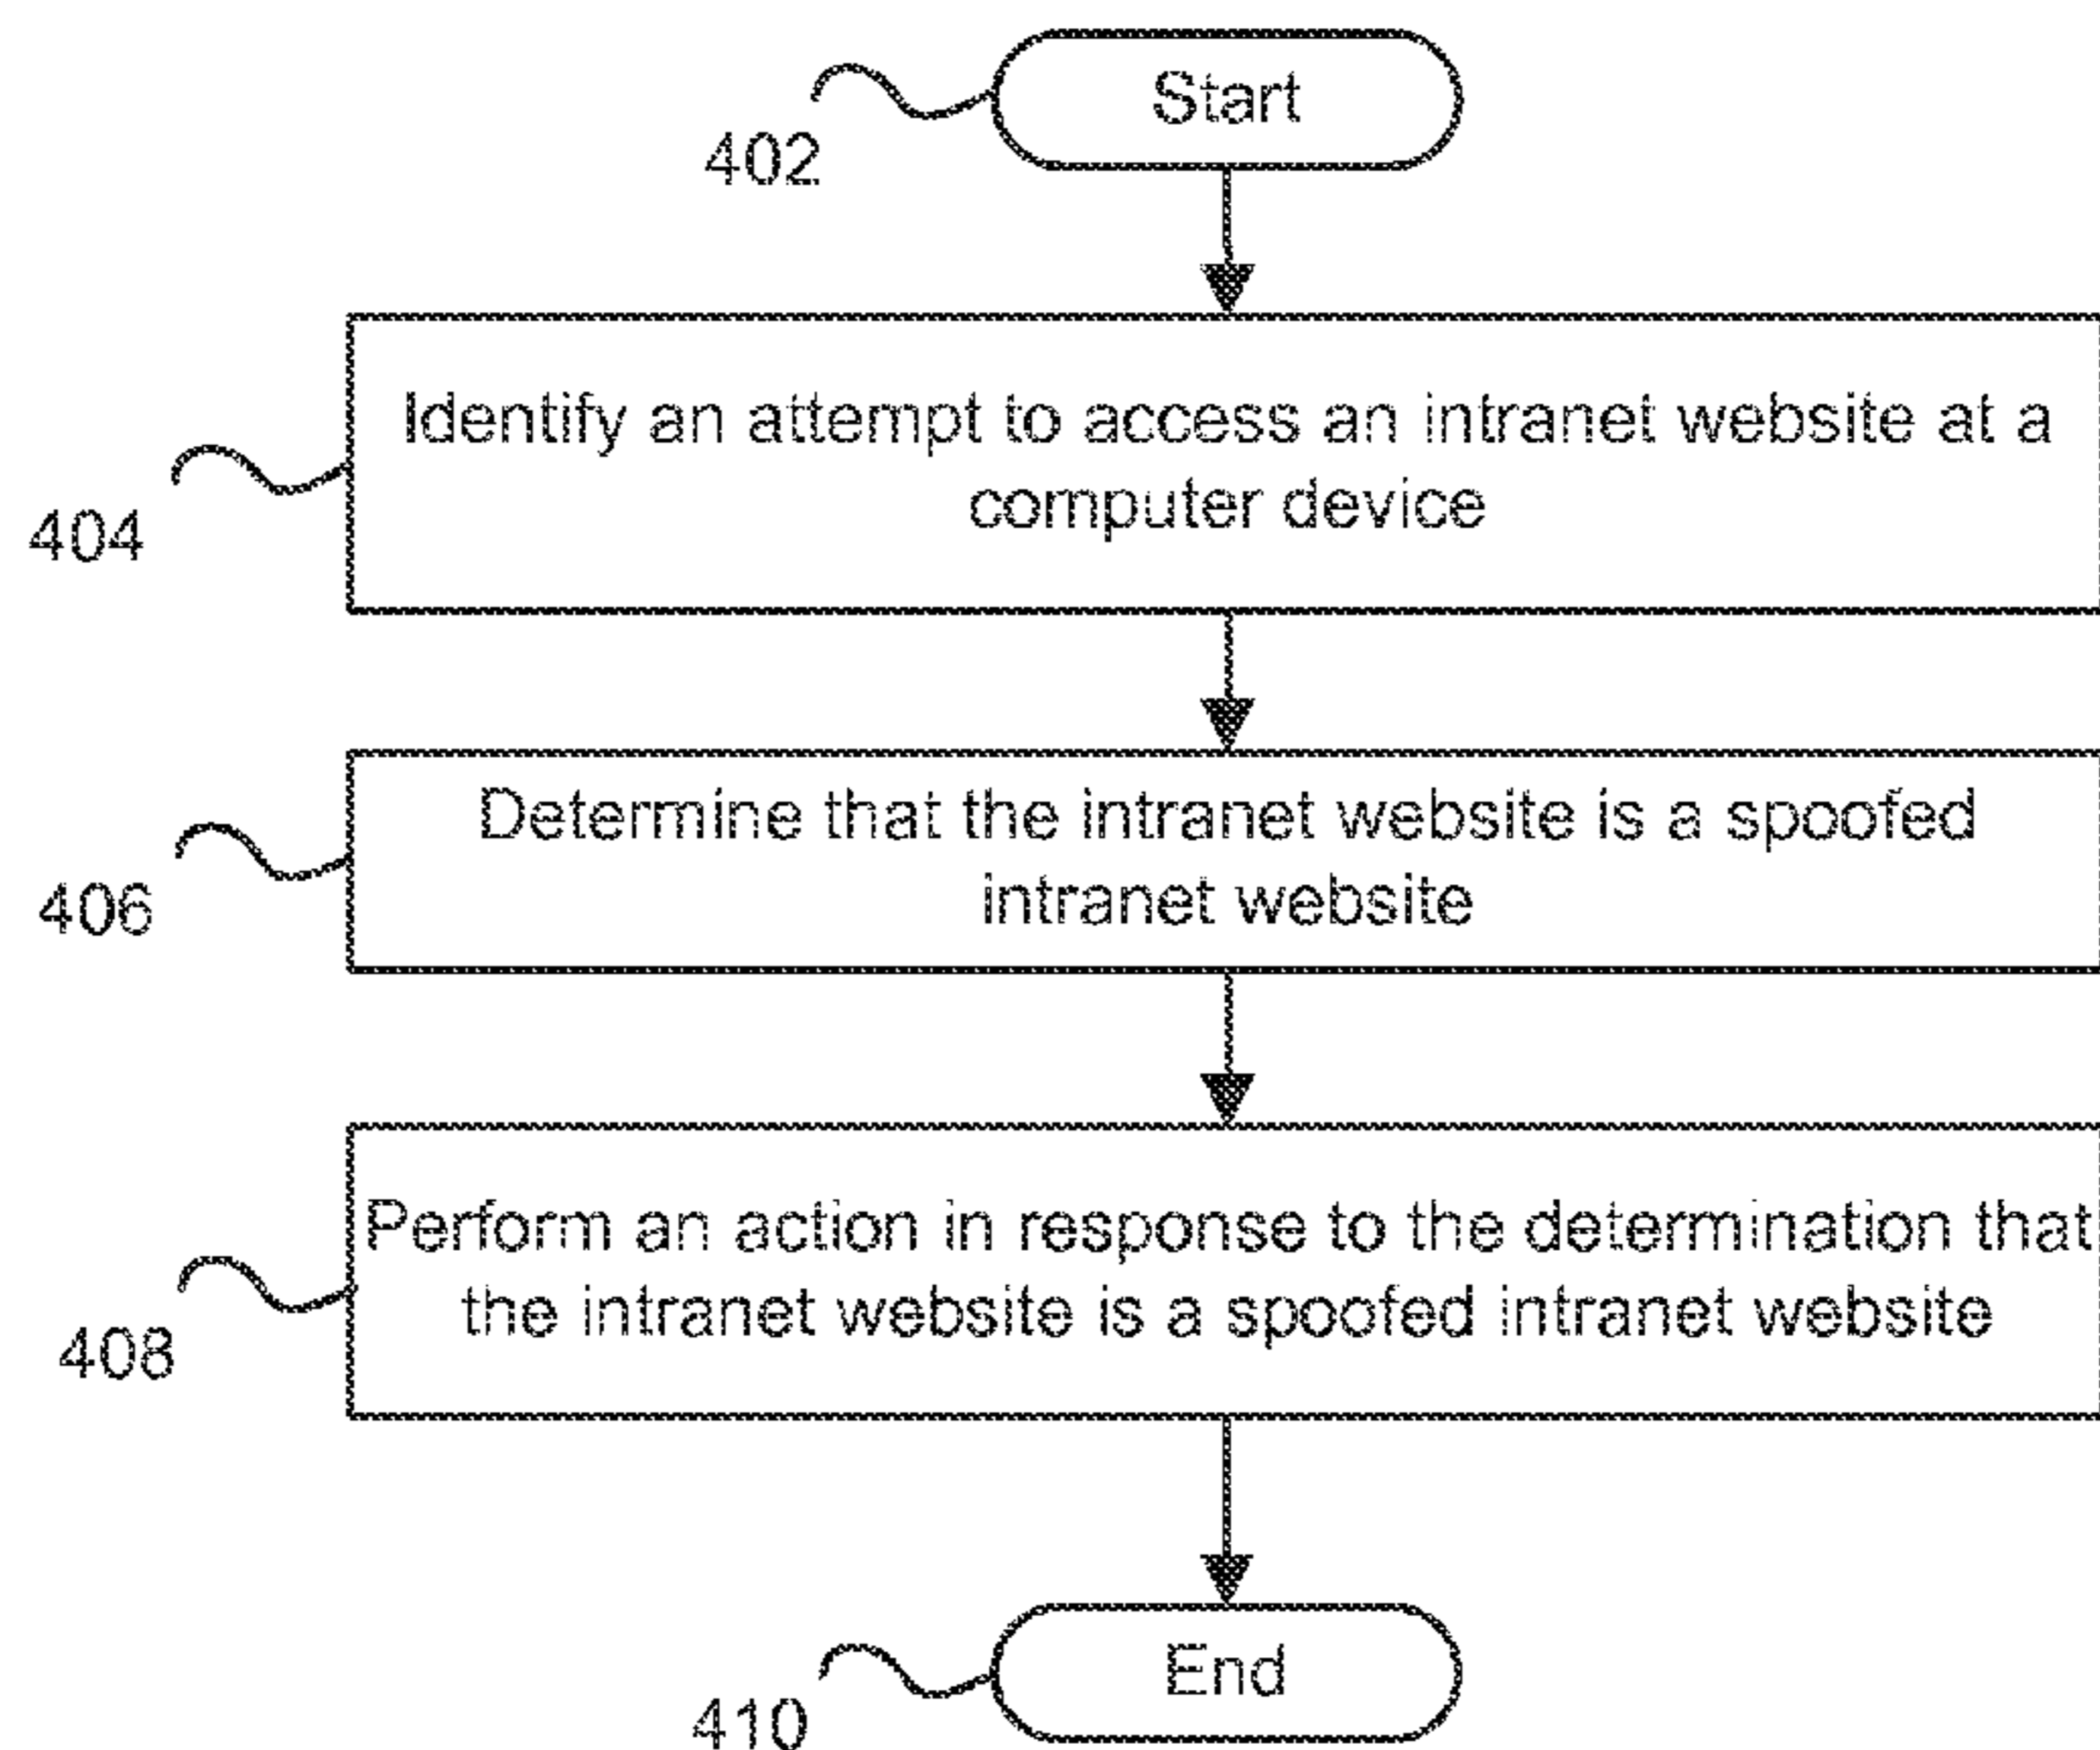 Start
402
Identify an attempt to access an intranet website at a
computer device
404
Determine that the intranet website is a spoofed
intranet website
406
Perform an action in response to the determination that
the intranet website is a spoofed intranet website
408
End
410